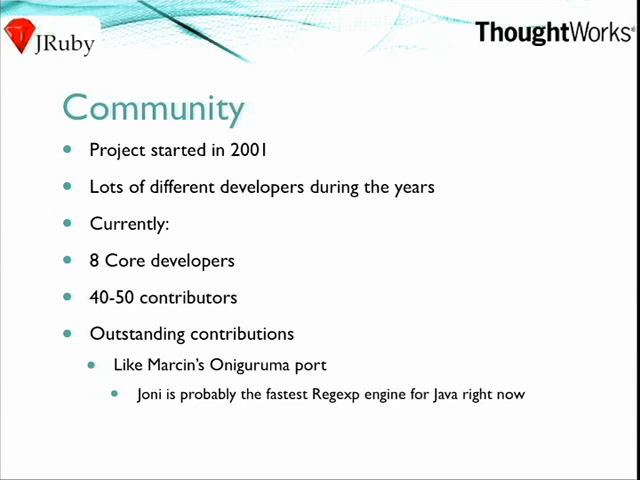 JRuby
ThoughtWorks®
Community
Project started in 2001
Lots of different developers during the years
Currently:
8 Core developers
40-50 contributors
Outstanding contributions
Like Marcin's Oniguruma port
Joni is probably the fastest Regexp engine for Java right now